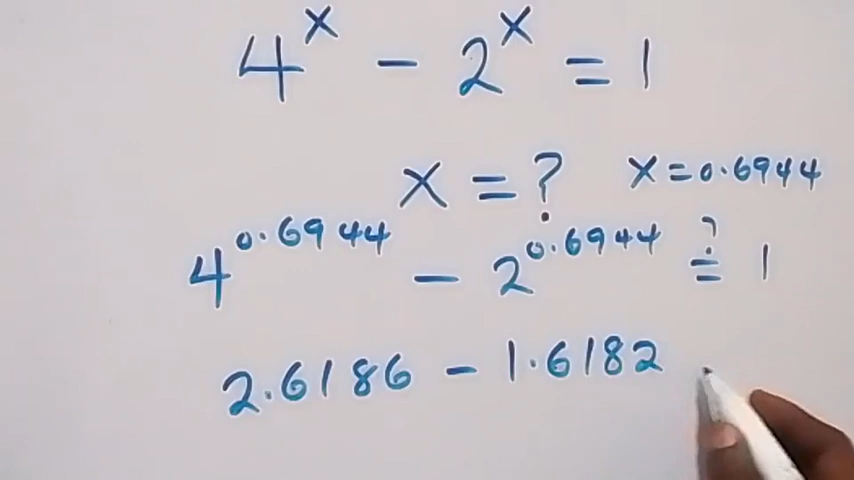 4^x - 2^x = 1
x = ? x = 0.6944
4^0.6944 - 2^0.6944 ?= 1
2.6186 - 1.6182